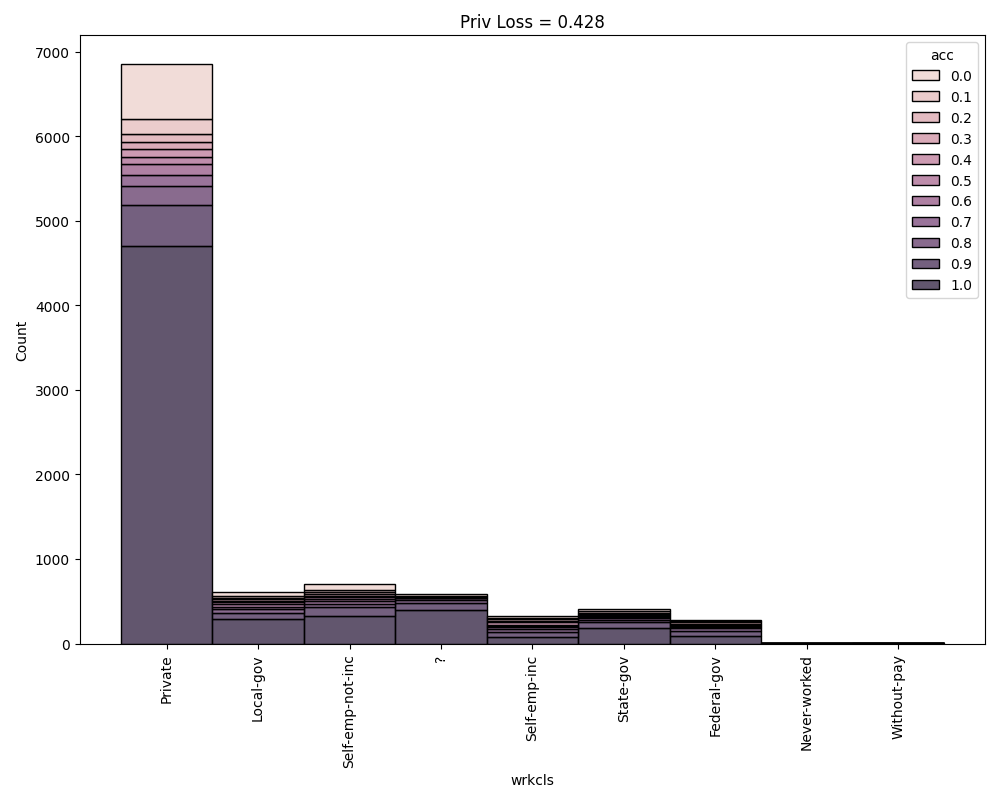 Priv Loss = 0.428
7000
6000
5000
4000
3000
2000
1000
0
Count
acc
0.0
0.1
0.2
0.3
0.4
0.5
0.6
0.7
0.8
0.9
1.0
Private
Local-gov
Self-emp-not-inc
?
Self-emp-inc
State-gov
Federal-gov
Never-worked
Without-pay
wrkcls